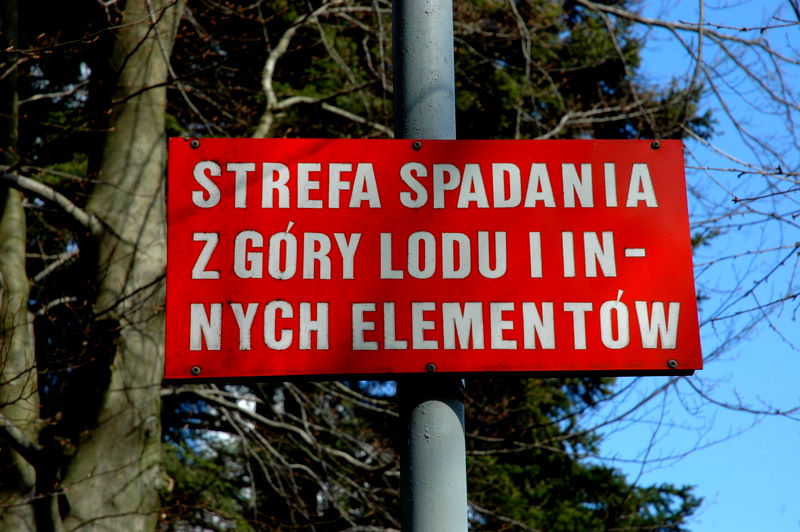 STREFA SPADANIA
Z GÓRY LODU I IN-
NYCH ELEMENTÓW